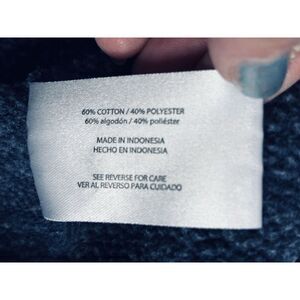 60% COTTON / 40% POLYESTER
60% algodón / 40% poliéster
MADE IN INDONESIA
HECHO EN INDONESIA
SEE REVERSE FOR CARE
VER AL REVERSO PARA CUIDADO